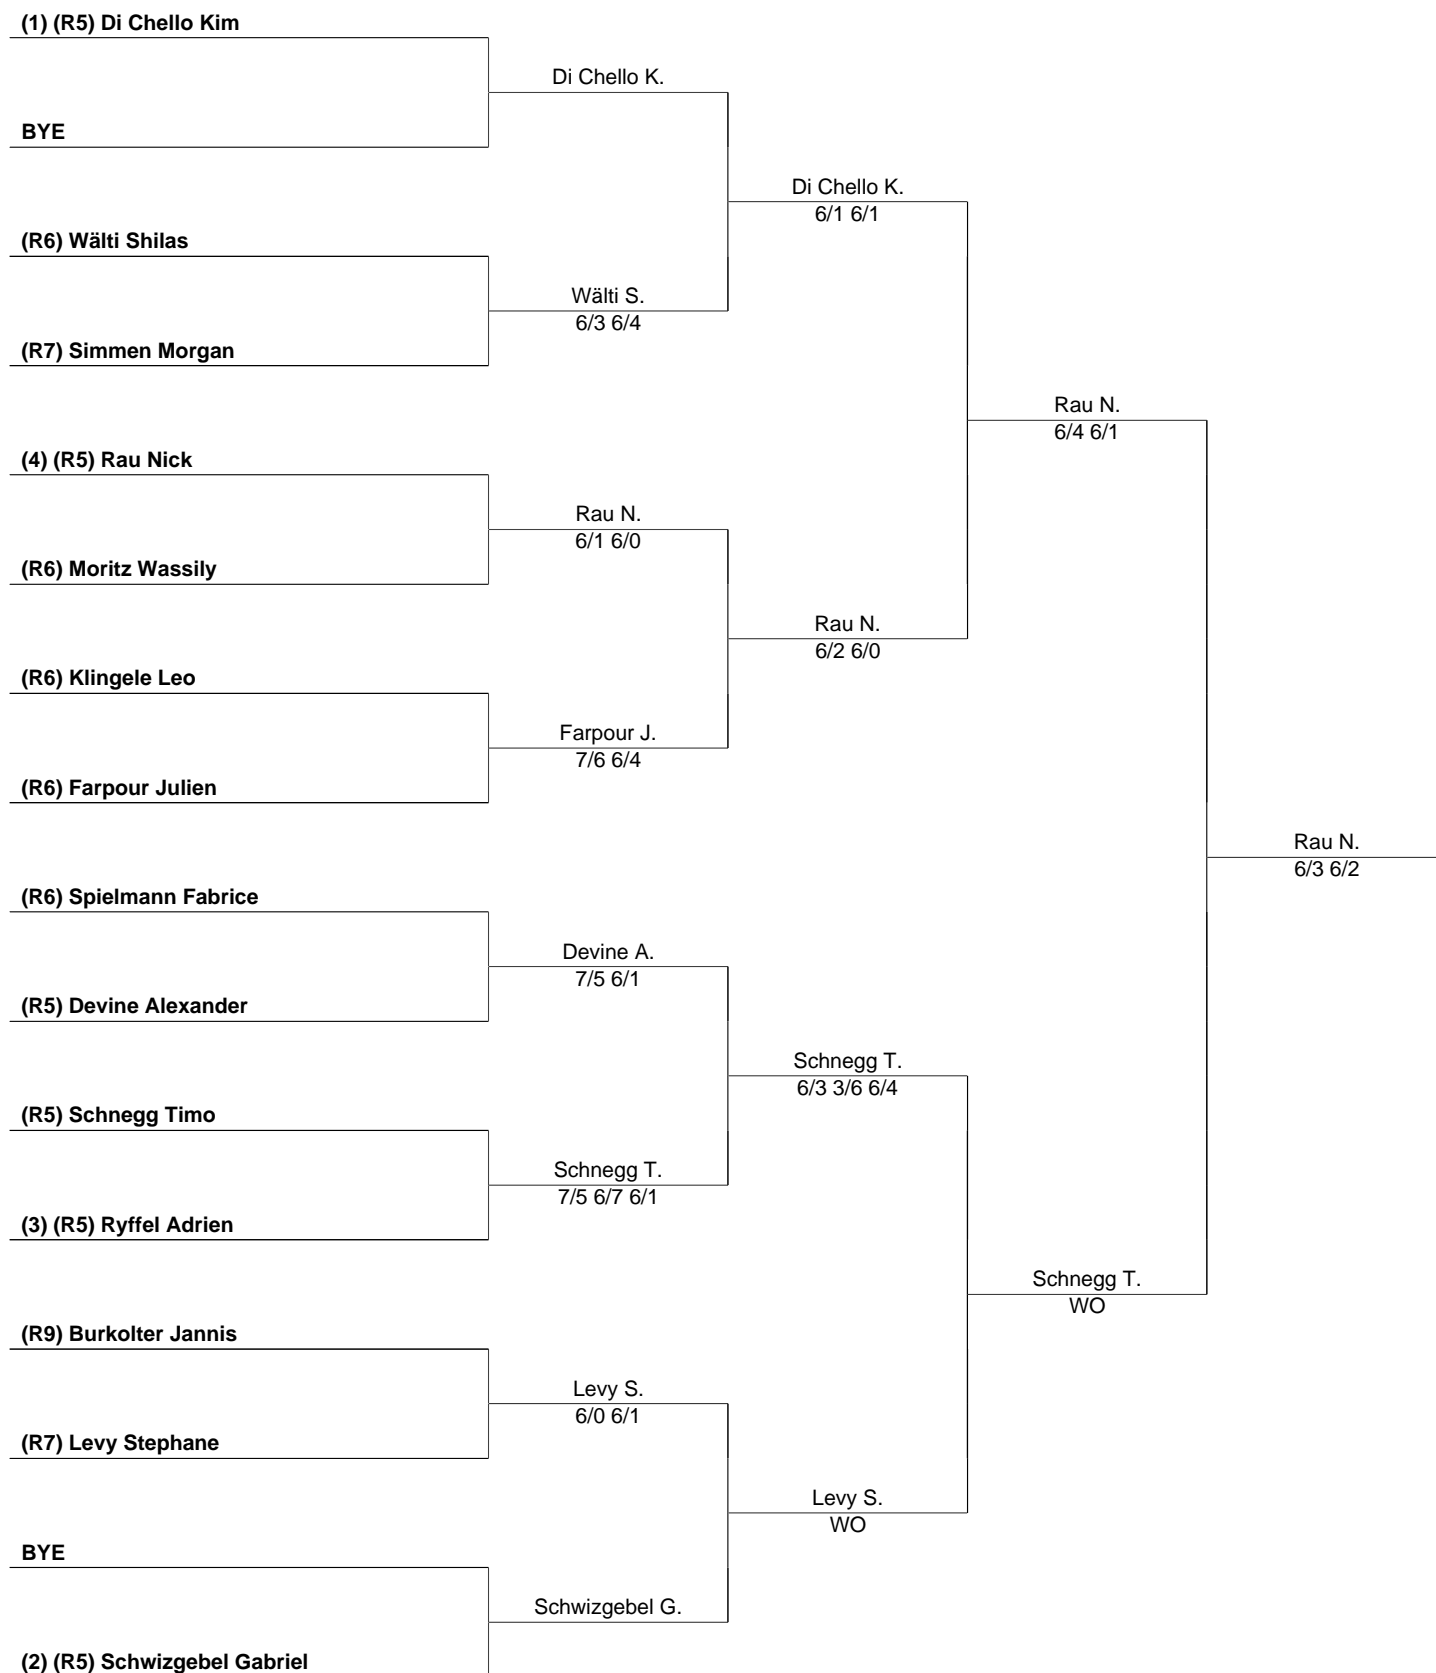 (1) (R5) Di Chello Kim
Di Chello K.
BYE
Di Chello K.
6/1 6/1
(R6) Wälti Shilas
Wälti S.
6/3 6/4
(R7) Simmen Morgan
Rau N.
6/4 6/1
(4) (R5) Rau Nick
Rau N.
6/1 6/0
(R6) Moritz Wassily
Rau N.
6/2 6/0
(R6) Klingele Leo
Farpour J.
7/6 6/4
(R6) Farpour Julien
Rau N.
6/3 6/2
(R6) Spielmann Fabrice
Devine A.
7/5 6/1
(R5) Devine Alexander
Schnegg T.
6/3 3/6 6/4
(R5) Schnegg Timo
Schnegg T.
7/5 6/7 6/1
(3) (R5) Ryffel Adrien
Schnegg T.
WO
(R9) Burkolter Jannis
Levy S.
6/0 6/1
(R7) Levy Stephane
Levy S.
WO
BYE
Schwizgebel G.
(2) (R5) Schwizgebel Gabriel